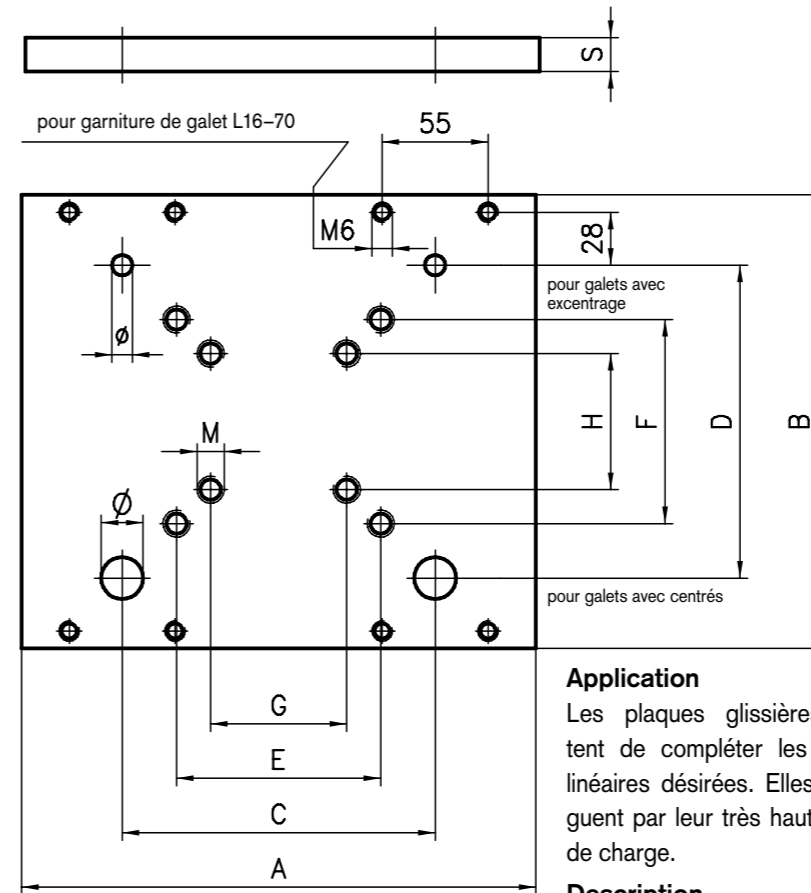 S
pour garniture de galet L16–70
55
M6
28
pour galets avec
excentrage
ø
H
F
D
B
M
Ø
pour galets avec centrés
G
E
C
A
Application
Les plaques glissière
tent de compléter les
linéaires désirées. Elles
guent par leur très haut
de charge.
Description